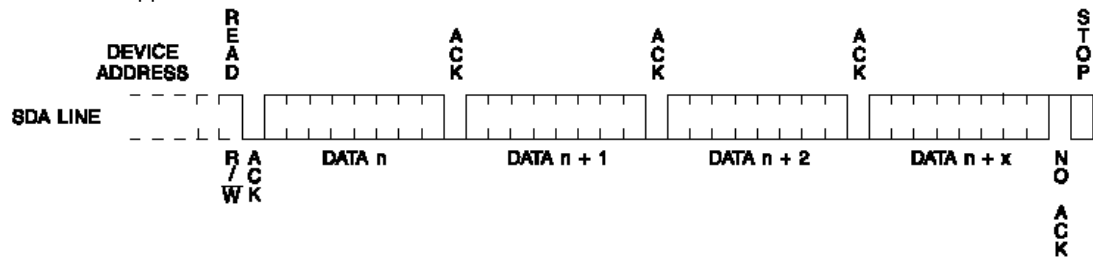 DEVICE
ADDRESS
READ
ACK
ACK
ACK
STOP
SDA LINE
R/W
ACK
DATA n
DATA n + 1
DATA n + 2
DATA n + x
NO ACK